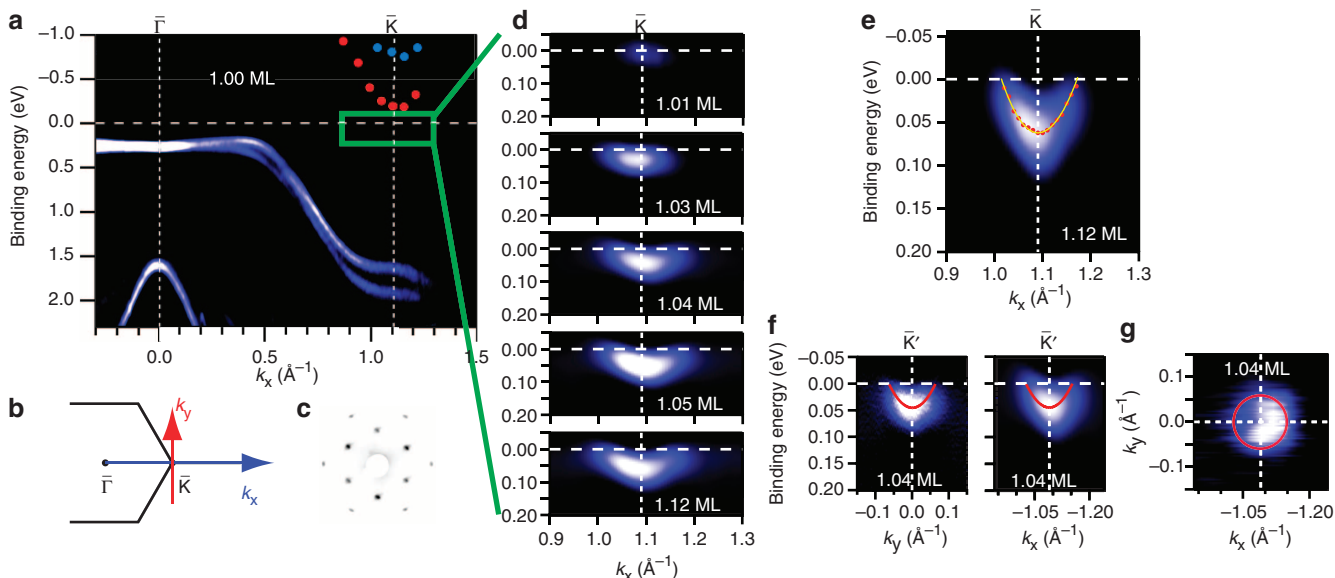 a
Γ̄
K̄
−1.0
−0.5
0.0
0.5
1.0
1.5
2.0
Binding energy (eV)
1.00 ML
0.0
0.5
1.0
1.5
kx (Å−1)
b
ky
Γ̄
K̄
kx
c
d
K̄
0.00
0.10
0.20
1.01 ML
0.00
0.10
0.20
1.03 ML
0.00
0.10
0.20
1.04 ML
0.00
0.10
0.20
1.05 ML
0.00
0.10
0.20
1.12 ML
0.9
1.0
1.1
1.2
1.3
kx (Å−1)
e
K̄
−0.05
0.00
0.05
0.10
0.15
0.20
Binding energy (eV)
1.12 ML
0.9
1.0
1.1
1.2
1.3
kx (Å−1)
f
K̄′
K̄′
−0.05
0.00
0.05
0.10
0.15
0.20
Binding energy (eV)
1.04 ML
1.04 ML
−0.1
0.0
0.1
ky (Å−1)
−1.05
−1.20
kx (Å−1)
g
1.04 ML
0.1
0.0
−0.1
ky (Å−1)
−1.05
−1.20
kx (Å−1)